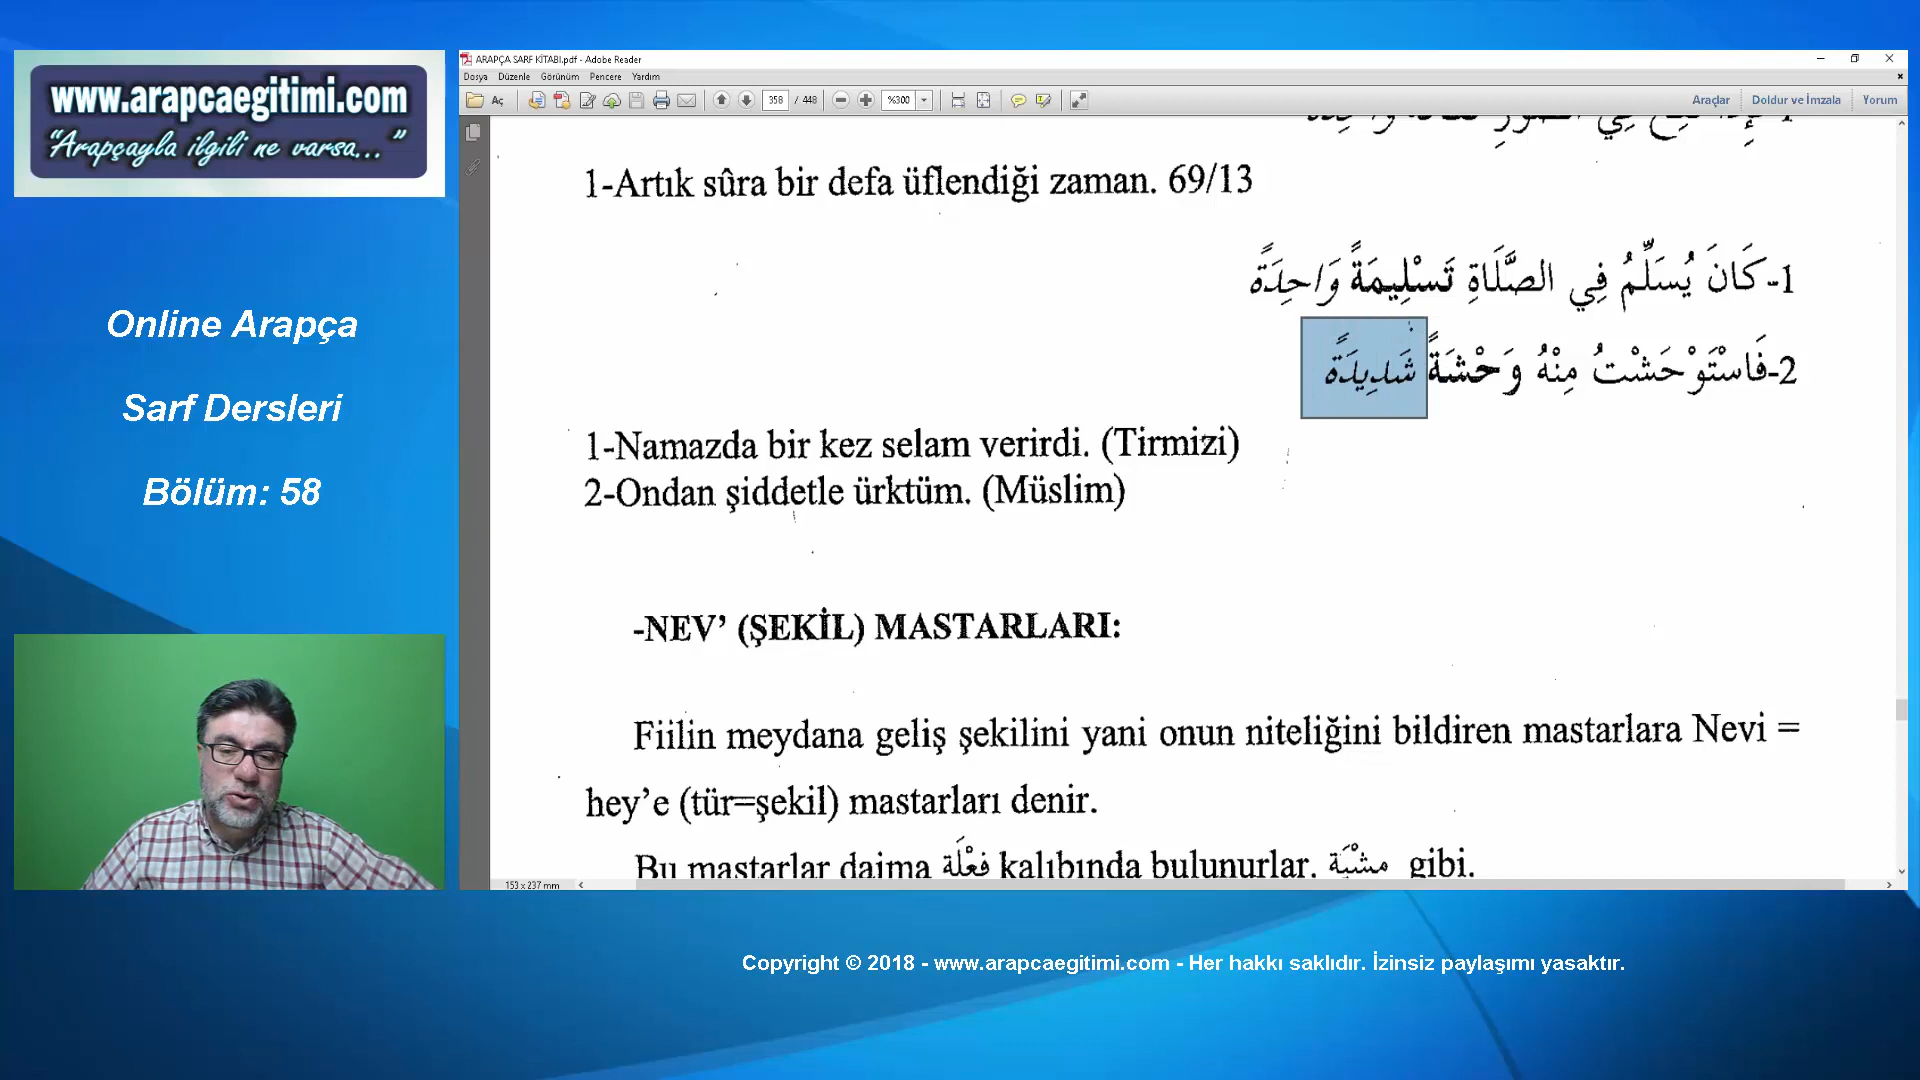 www.arapcaegitimi.com
“Arapçayla ilgili ne varsa...”
Online Arapça
Sarf Dersleri
Bölüm: 58
ARAPÇA SARF KİTABI.pdf - Adobe Reader
Dosya Düzenle Görünüm Pencere Yardım
Aç 358 / 448 %300 Araçlar Doldur ve İmzala Yorum
1-Artık sûra bir defa üflendiği zaman. 69/13
1-كَانَ يُسَلِّمُ فِي الصَّلَاةِ تَسْلِيمَةً وَاحِدَةً
2-فَاسْتَوْحَشْتُ مِنْهُ وَحْشَةً شَدِيدَةً
1-Namazda bir kez selam verirdi. (Tirmizi)
2-Ondan şiddetle ürktüm. (Müslim)
-NEV’ (ŞEKİL) MASTARLARI:
Fiilin meydana geliş şekilini yani onun niteliğini bildiren mastarlara Nevi =
hey’e (tür=şekil) mastarları denir.
Bu mastarlar daima فعْلَة kalıbında bulunurlar. مشْيَة gibi.
153 x 237 mm
Copyright © 2018 - www.arapcaegitimi.com - Her hakkı saklıdır. İzinsiz paylaşımı yasaktır.